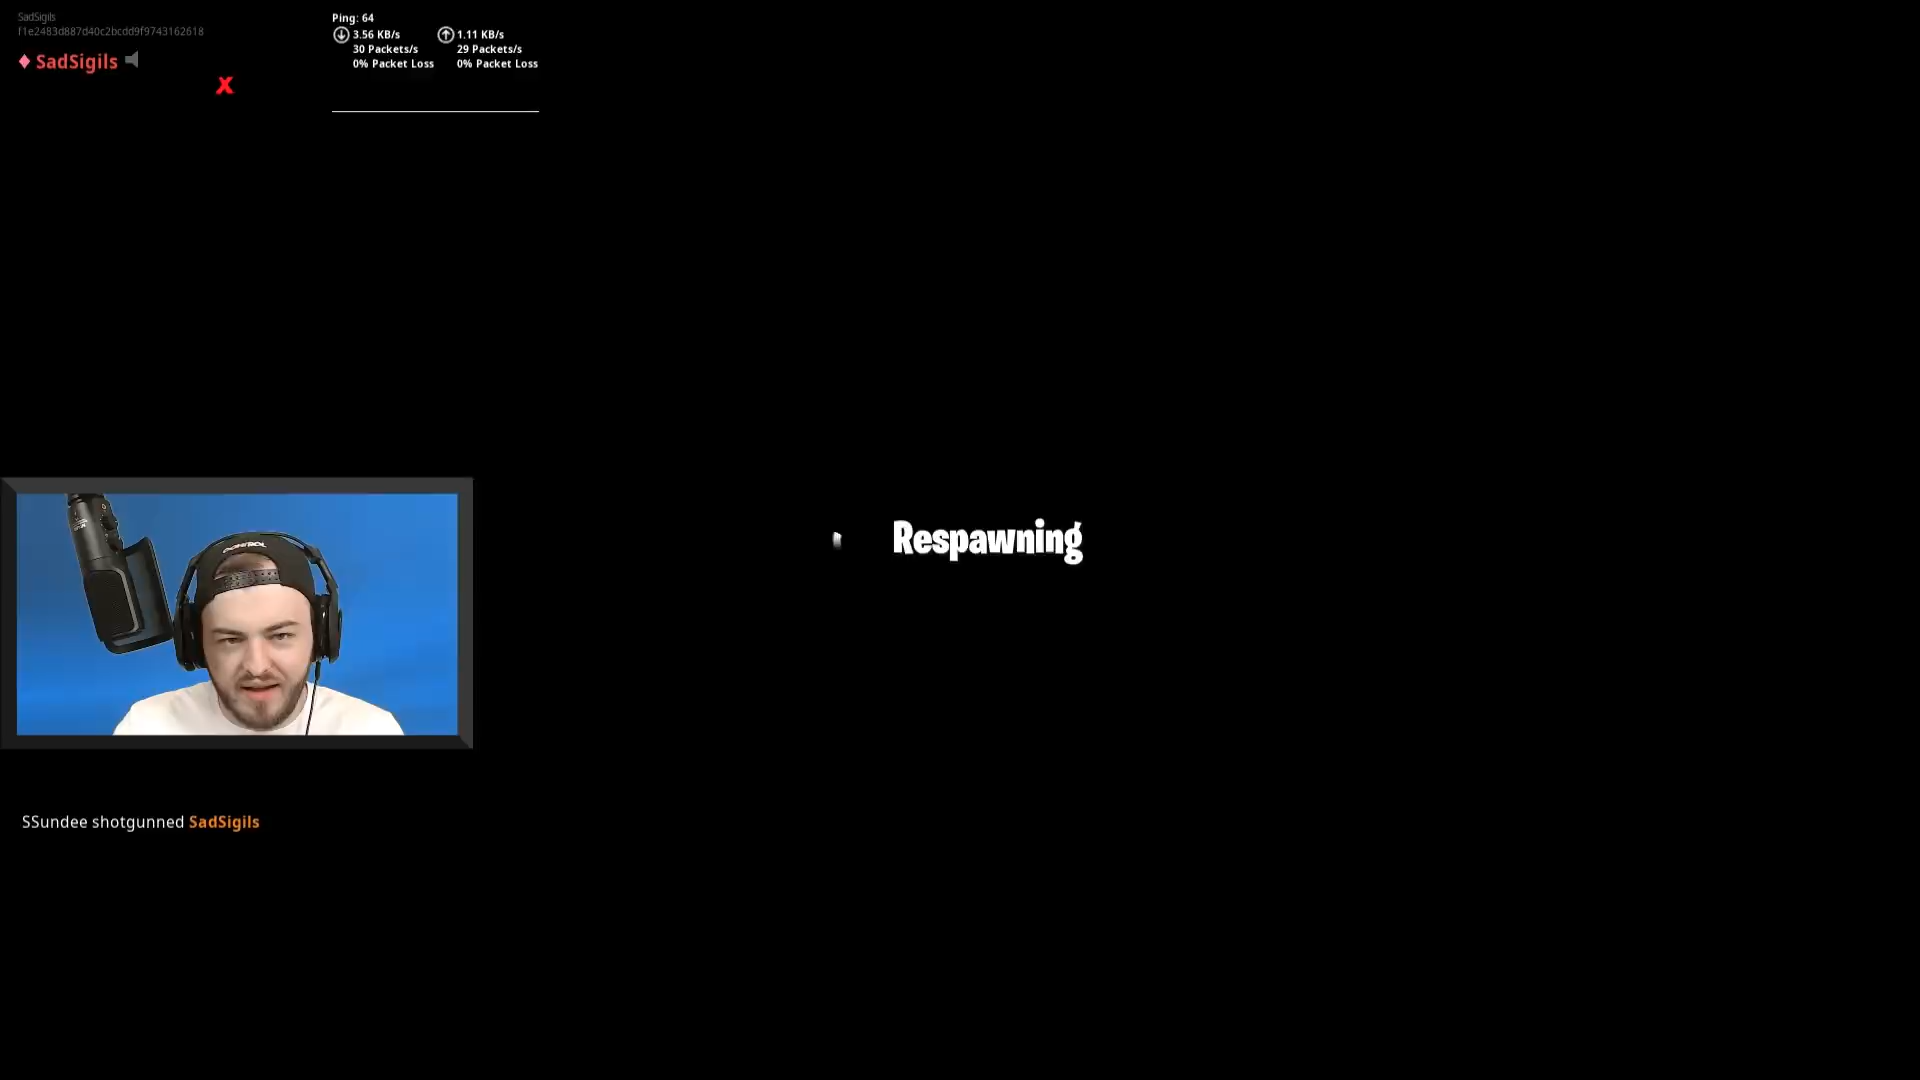 SadSigils
f1e2483d887d40c2bcdd9f9743162618
SadSigils
X
Ping: 64
3.56 KB/s
1.11 KB/s
30 Packets/s
29 Packets/s
0% Packet Loss
0% Packet Loss
CONTROL
Respawning
SSundee shotgunned SadSigils